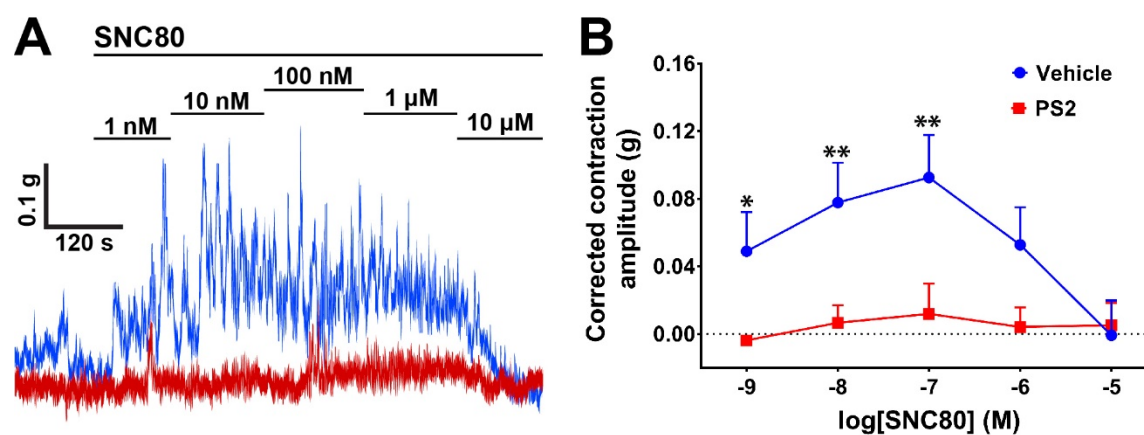 A
SNC80
100 nM
10 nM
1 µM
1 nM
10 µM
0.1 g
120 s
B
Corrected contraction
amplitude (g)
0.16
0.12
0.08
0.04
0.00
Vehicle
PS2
*
**
**
-9
-8
-7
-6
-5
log[SNC80] (M)